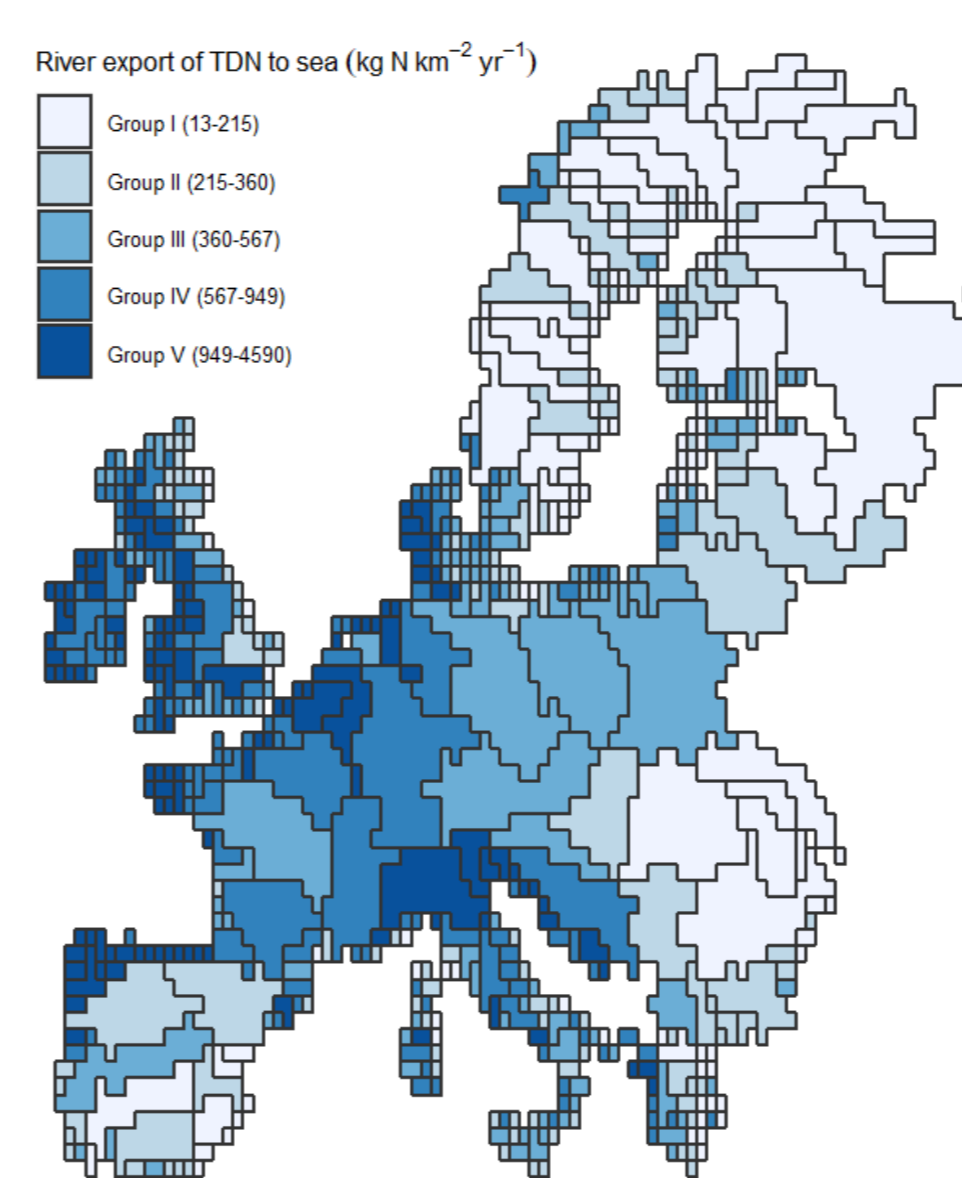 River export of TDN to sea (kg N km⁻² yr⁻¹)
Group I (13-215)
Group II (215-360)
Group III (360-567)
Group IV (567-949)
Group V (949-4590)